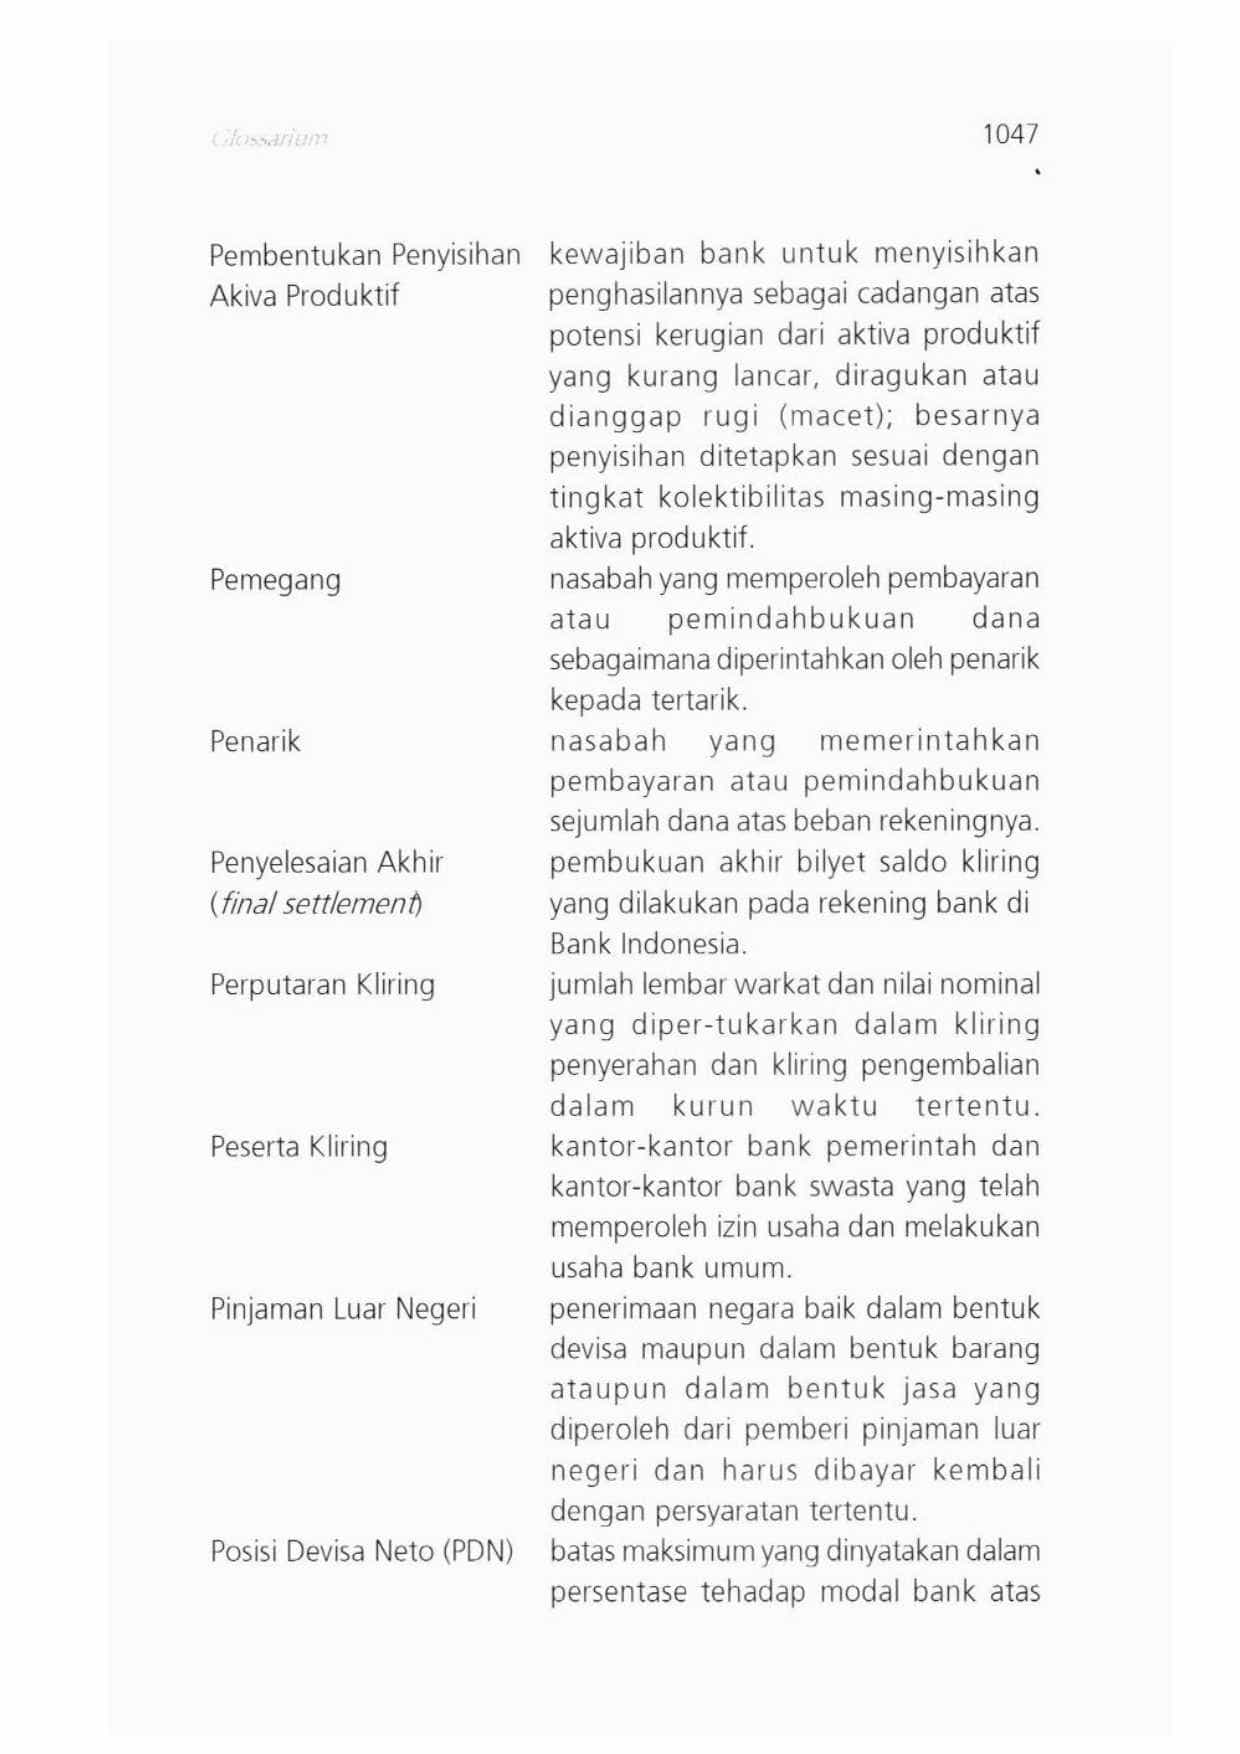 Glossarium 1047
Pembentukan Penyisihan kewajiban bank untuk menyisihkan
Akiva Produktif penghasilannya sebagai cadangan atas
potensi kerugian dari aktiva produktif
yang kurang lancar, diragukan atau
dianggap rugi (macet); besarnya
penyisihan ditetapkan sesuai dengan
tingkat kolektibilitas masing-masing
aktiva produktif.
Pemegang nasabah yang memperoleh pembayaran
atau pemindahbukuan dana
sebagaimana diperintahkan oleh penarik
kepada tertarik.
Penarik nasabah yang memerintahkan
pembayaran atau pemindahbukuan
sejumlah dana atas beban rekeningnya.
Penyelesaian Akhir pembukuan akhir bilyet saldo kliring
(final settlement) yang dilakukan pada rekening bank di
Bank Indonesia.
Perputaran Kliring jumlah lembar warkat dan nilai nominal
yang diper-tukarkan dalam kliring
penyerahan dan kliring pengembalian
dalam kurun waktu tertentu.
Peserta Kliring kantor-kantor bank pemerintah dan
kantor-kantor bank swasta yang telah
memperoleh izin usaha dan melakukan
usaha bank umum.
Pinjaman Luar Negeri penerimaan negara baik dalam bentuk
devisa maupun dalam bentuk barang
ataupun dalam bentuk jasa yang
diperoleh dari pemberi pinjaman luar
negeri dan harus dibayar kembali
dengan persyaratan tertentu.
Posisi Devisa Neto (PDN) batas maksimum yang dinyatakan dalam
persentase tehadap modal bank atas